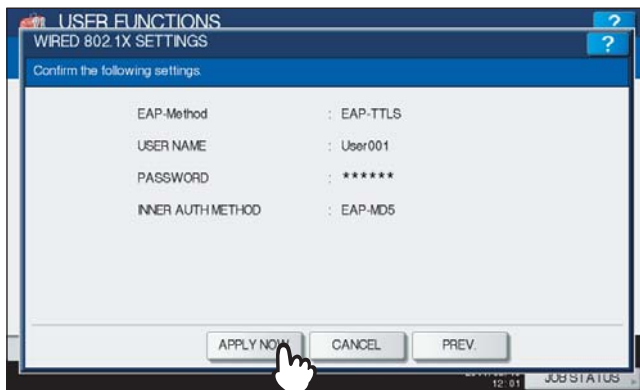 USER FUNCTIONS ?
WIRED 802.1X SETTINGS ?
Confirm the following settings.
EAP-Method : EAP-TTLS
USER NAME : User001
PASSWORD : ******
INNER AUTH METHOD : EAP-MD5
APPLY NOW CANCEL PREV.
12:01 JOB STATUS